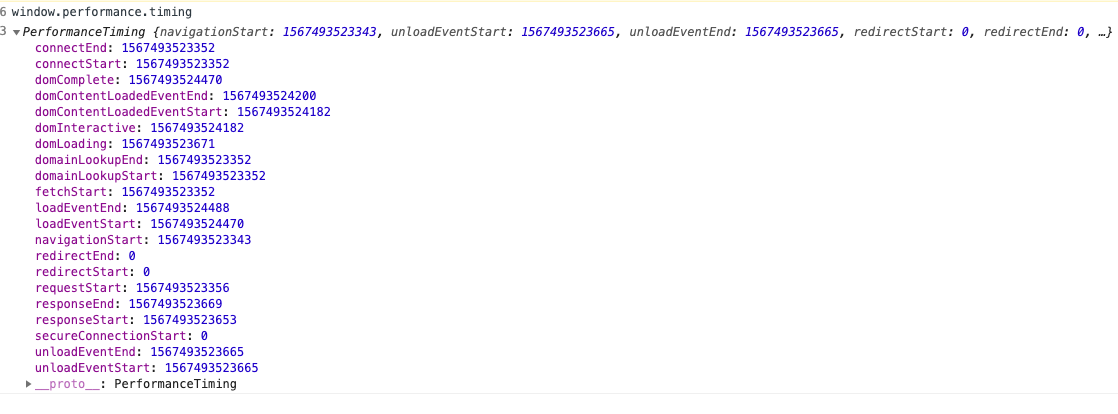 6 window.performance.timing
3 ▼PerformanceTiming {navigationStart: 1567493523343, unloadEventStart: 1567493523665, unloadEventEnd: 1567493523665, redirectStart: 0, redirectEnd: 0, …}
connectEnd: 1567493523352
connectStart: 1567493523352
domComplete: 1567493524470
domContentLoadedEventEnd: 1567493524200
domContentLoadedEventStart: 1567493524182
domInteractive: 1567493524182
domLoading: 1567493523671
domainLookupEnd: 1567493523352
domainLookupStart: 1567493523352
fetchStart: 1567493523352
loadEventEnd: 1567493524488
loadEventStart: 1567493524470
navigationStart: 1567493523343
redirectEnd: 0
redirectStart: 0
requestStart: 1567493523356
responseEnd: 1567493523669
responseStart: 1567493523653
secureConnectionStart: 0
unloadEventEnd: 1567493523665
unloadEventStart: 1567493523665
▶__proto__: PerformanceTiming